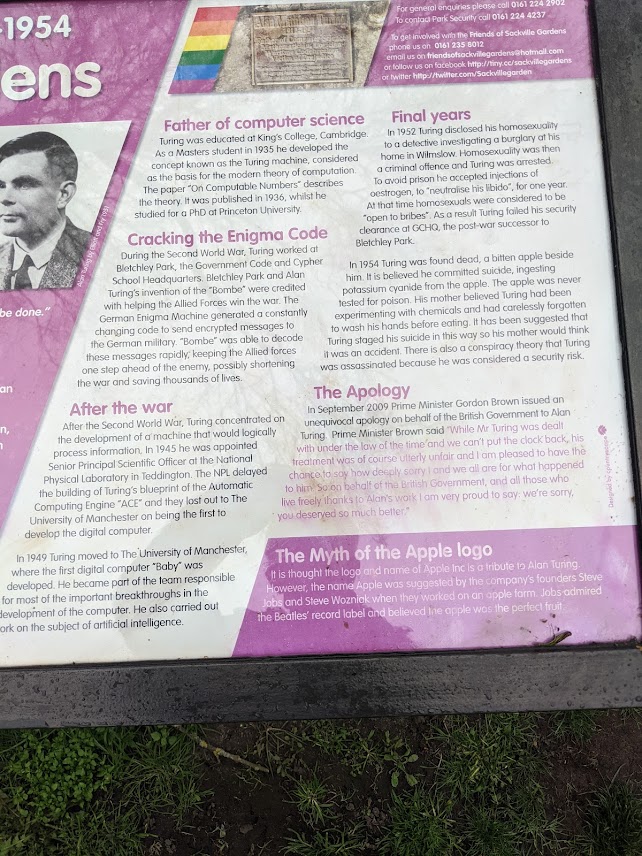 -1954
ens
For general enquiries please call 0161 224 2902
To contact Park Security call 0161 224 4237
To get involved with the Friends of Sackville Gardens
phone us on 0161 235 8012
email us on friendsofsackvillegardens@hotmail.com
or follow us on facebook http://tiny.cc/sackvillegardens
or twitter http://twitter.com/Sackvillegarden
be done."
an
n,
Father of computer science
Turing was educated at King's College, Cambridge.
As a Masters student in 1935 he developed the
concept known as the Turing machine, considered
as the basis for the modern theory of computation.
The paper "On Computable Numbers" describes
the theory. It was published in 1936, whilst he
studied for a PhD at Princeton University.
Cracking the Enigma Code
During the Second World War, Turing worked at
Bletchley Park, the Government Code and Cypher
School Headquarters. Bletchley Park and Alan
Turing's invention of the "Bombe" were credited
with helping the Allied Forces win the war. The
German Enigma Machine generated a constantly
changing code to send encrypted messages to
the German military. "Bombe" was able to decode
these messages rapidly, keeping the Allied forces
one step ahead of the enemy, possibly shortening
the war and saving thousands of lives.
After the war
After the Second World War, Turing concentrated on
the development of a machine that would logically
process information. In 1945 he was appointed
Senior Principal Scientific Officer at the National
Physical Laboratory in Teddington. The NPL delayed
the building of Turing's blueprint of the Automatic
Computing Engine "ACE" and they lost out to The
University of Manchester on being the first to
develop the digital computer.
In 1949 Turing moved to The University of Manchester,
where the first digital computer "Baby" was
developed. He became part of the team responsible
for most of the important breakthroughs in the
development of the computer. He also carried out
ork on the subject of artificial intelligence.
Final years
In 1952 Turing disclosed his homosexuality
to a detective investigating a burglary at his
home in Wilmslow. Homosexuality was then
a criminal offence and Turing was arrested.
To avoid prison he accepted injections of
oestrogen, to "neutralise his libido", for one year.
At that time homosexuals were considered to be
"open to bribes". As a result Turing failed his security
clearance at GCHQ, the post-war successor to
Bletchley Park.
In 1954 Turing was found dead, a bitten apple beside
him. It is believed he committed suicide, ingesting
potassium cyanide from the apple. The apple was never
tested for poison. His mother believed Turing had been
experimenting with chemicals and had carelessly forgotten
to wash his hands before eating. It has been suggested that
Turing staged his suicide in this way so his mother would think
it was an accident. There is also a conspiracy theory that Turing
was assassinated because he was considered a security risk.
The Apology
In September 2009 Prime Minister Gordon Brown issued an
unequivocal apology on behalf of the British Government to Alan
Turing. Prime Minister Brown said "While Mr Turing was dealt
with under the law of the time and we can't put the clock back, his
treatment was of course utterly unfair and I am pleased to have the
chance to say how deeply sorry I and we all are for what happened
to him. So on behalf of the British Government, and all those who
live freely thanks to Alan's work I am very proud to say: we're sorry,
you deserved so much better."
The Myth of the Apple logo
It is thought the logo and name of Apple Inc is a tribute to Alan Turing.
However, the name Apple was suggested by the company's founders Steve
Jobs and Steve Wozniak when they worked on an apple farm. Jobs admired
the Beatles' record label and believed the apple was the perfect fruit.